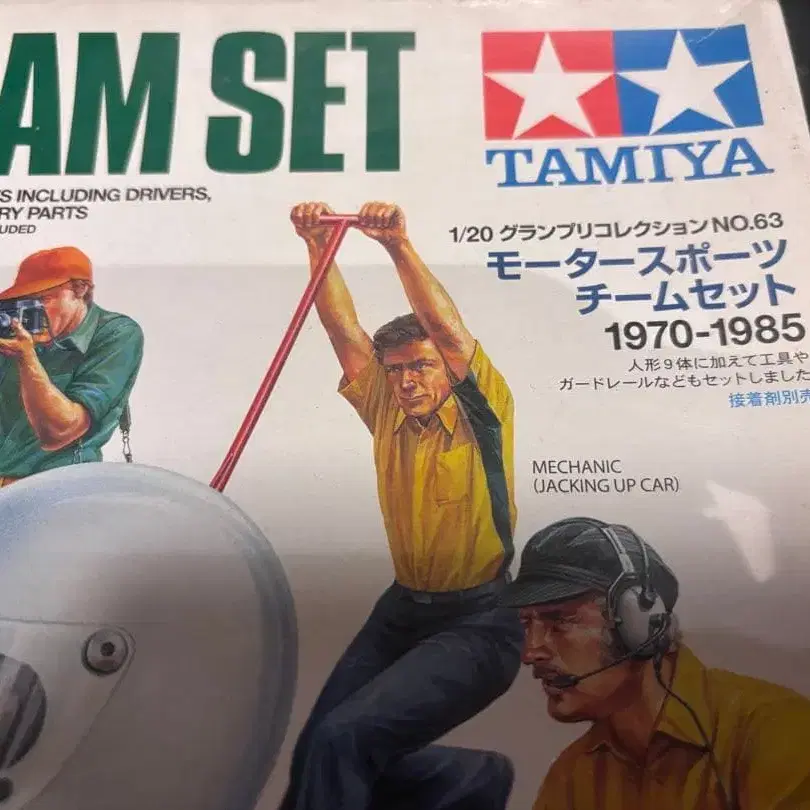 AM SET
TAMIYA
S INCLUDING DRIVERS,
RY PARTS
UDED
1/20 グランプリコレクション NO.63
モータースポーツ
チームセット
1970-1985
人形9体に加えて工具や
ガードレールなどもセットしました
接着剤別売
MECHANIC
(JACKING UP CAR)